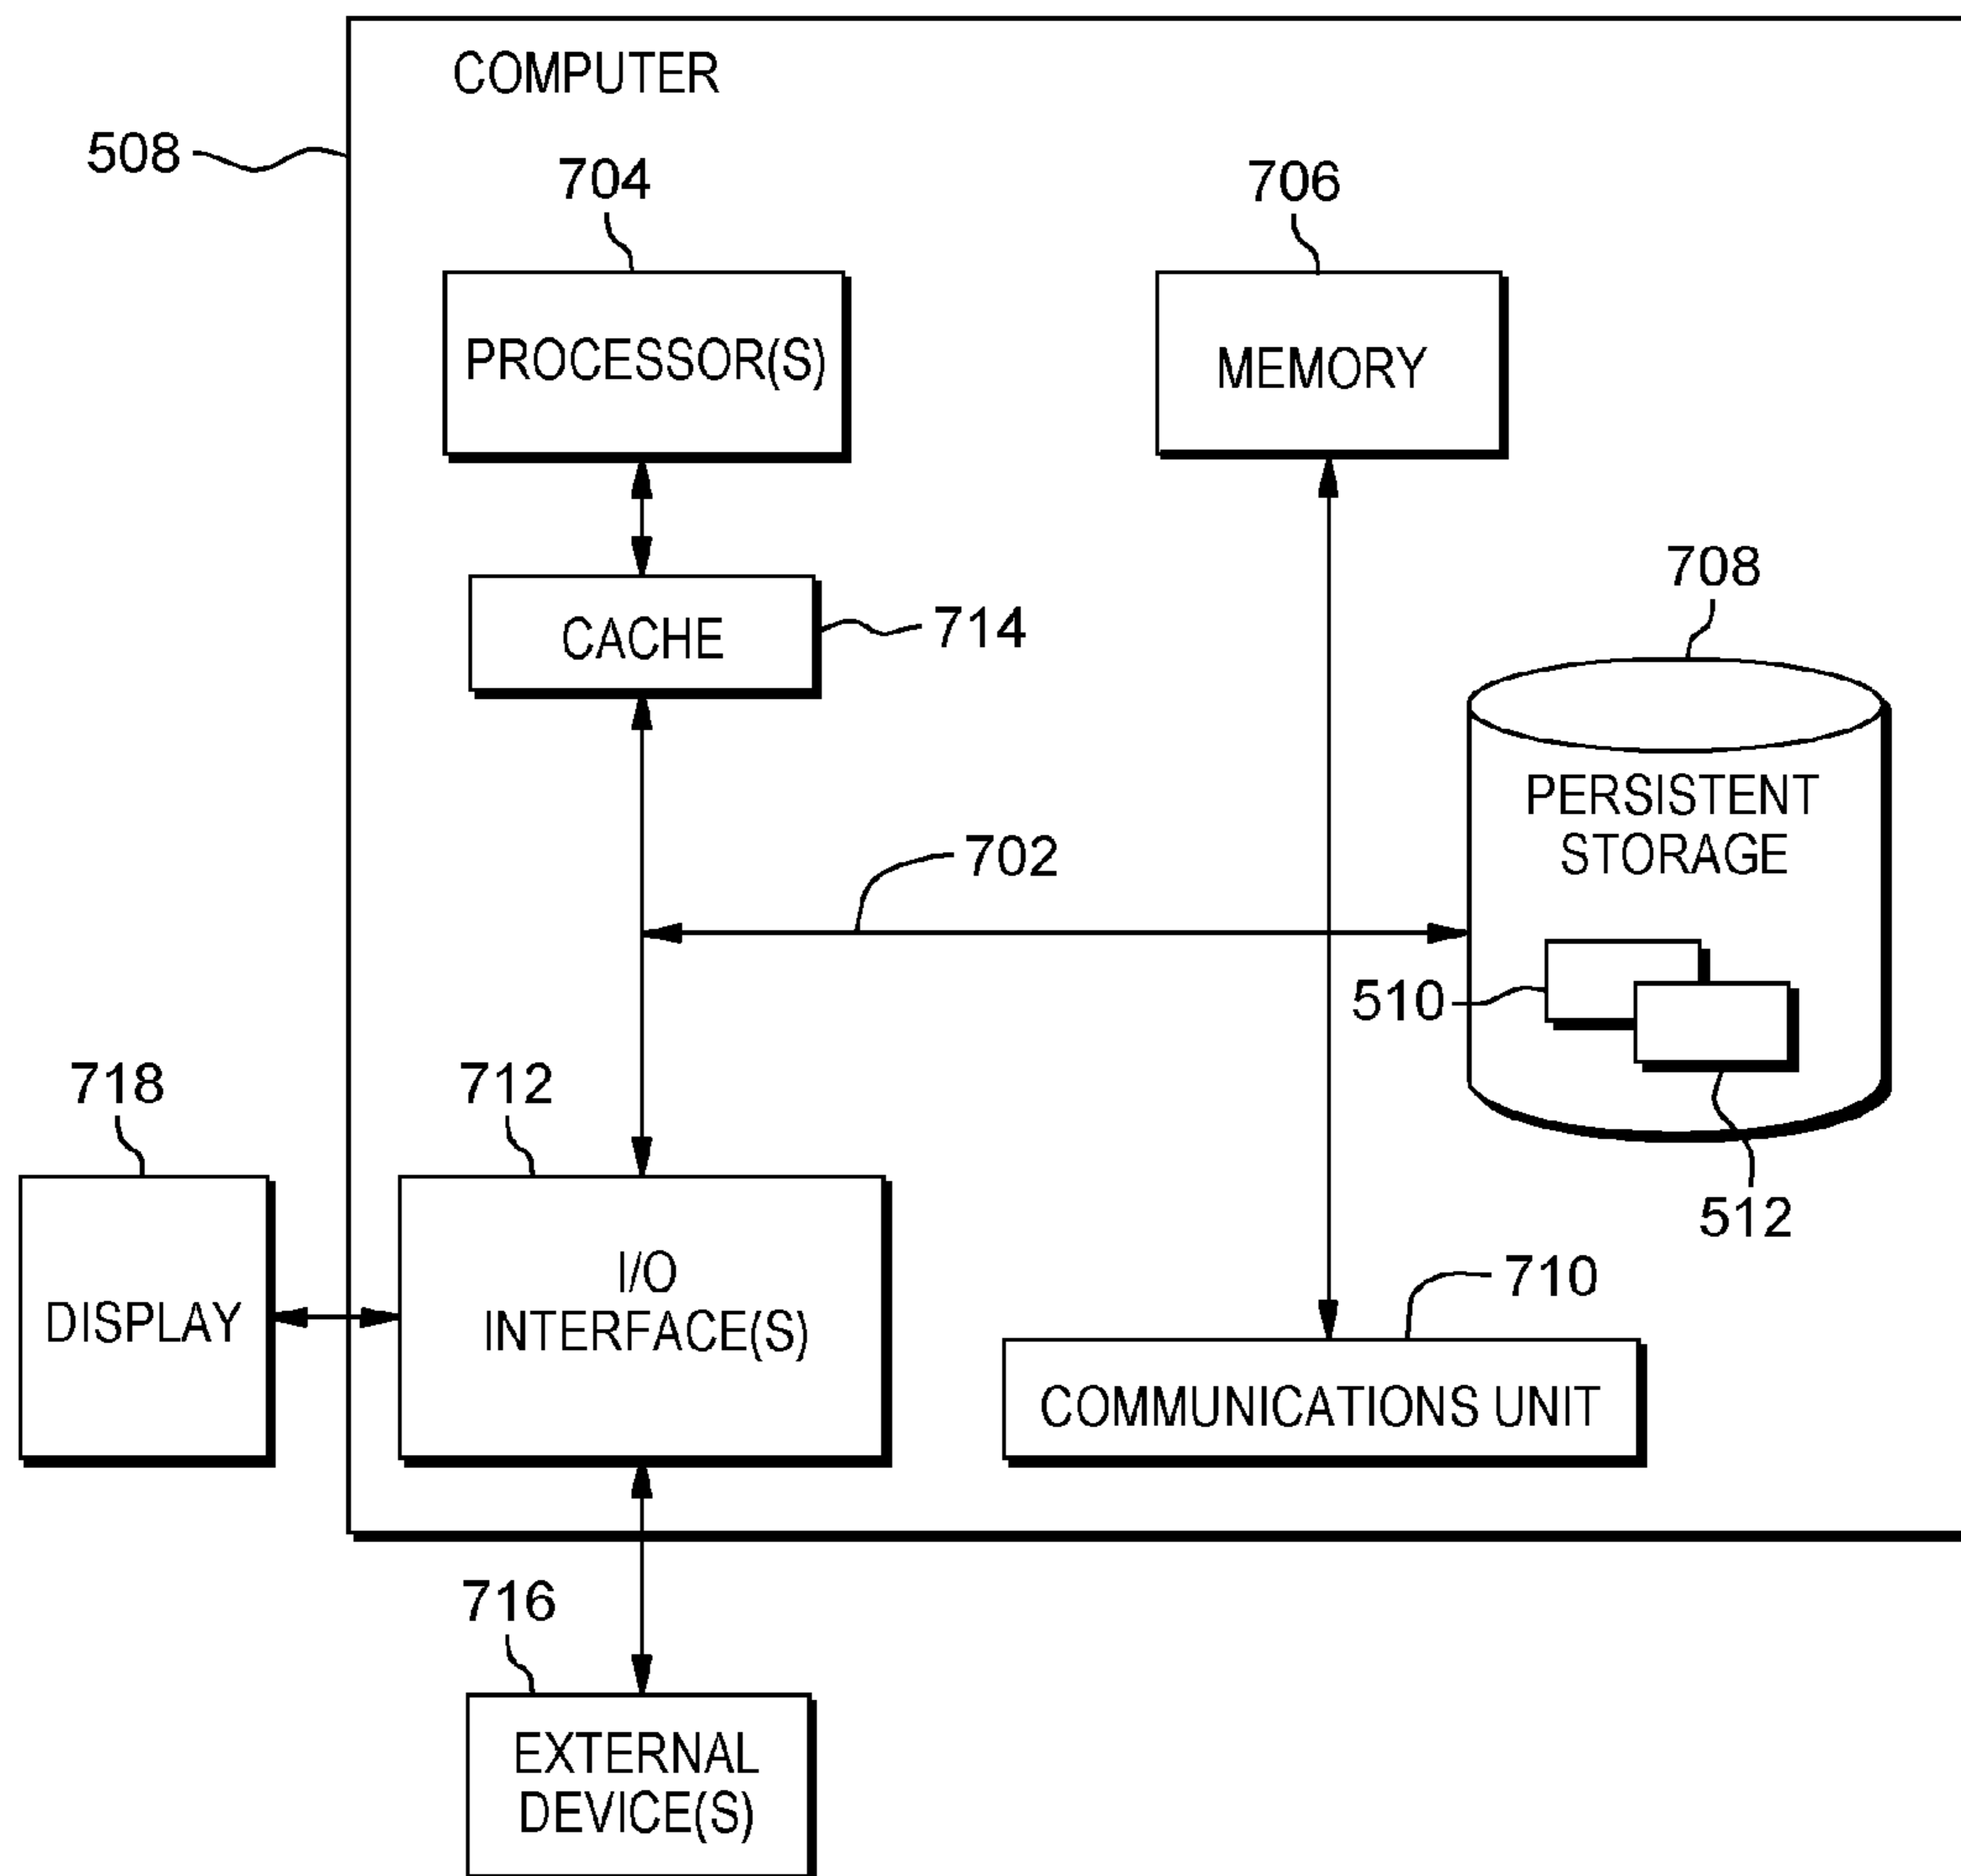 COMPUTER
508
704
706
PROCESSOR(S)
MEMORY
708
CACHE
714
PERSISTENT
STORAGE
702
510
718
712
512
I/O
INTERFACE(S)
710
DISPLAY
COMMUNICATIONS UNIT
716
EXTERNAL
DEVICE(S)